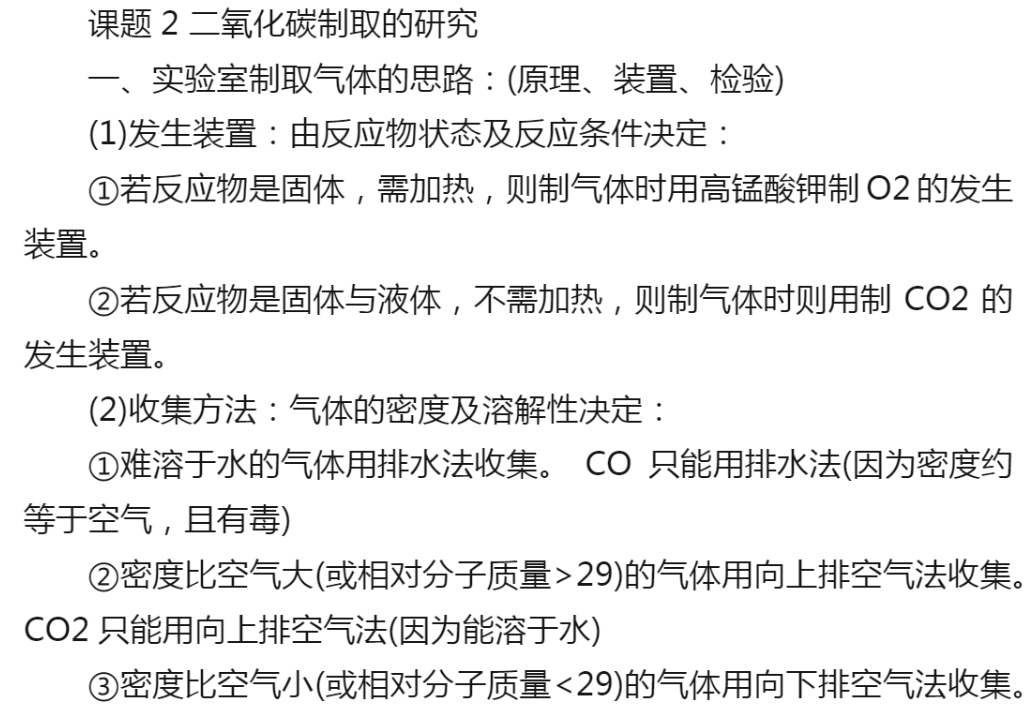 课题 2 二氧化碳制取的研究
一、实验室制取气体的思路：(原理、装置、检验)
(1)发生装置：由反应物状态及反应条件决定：
①若反应物是固体，需加热，则制气体时用高锰酸钾制 O2 的发生
装置。
②若反应物是固体与液体，不需加热，则制气体时则用制 CO2 的
发生装置。
(2)收集方法：气体的密度及溶解性决定：
①难溶于水的气体用排水法收集。 CO 只能用排水法(因为密度约
等于空气，且有毒)
②密度比空气大(或相对分子质量>29)的气体用向上排空气法收集。
CO2 只能用向上排空气法(因为能溶于水)
③密度比空气小(或相对分子质量<29)的气体用向下排空气法收集。